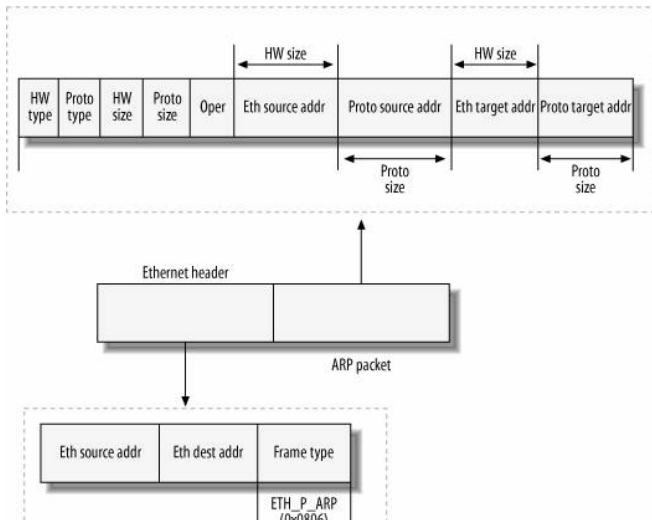 HW size
HW size
HW type
Proto type
HW size
Proto size
Oper
Eth source addr
Proto source addr
Eth target addr
Proto target addr
Proto size
Proto size
Ethernet header
ARP packet
Eth source addr
Eth dest addr
Frame type
ETH_P_ARP
(0x0806)